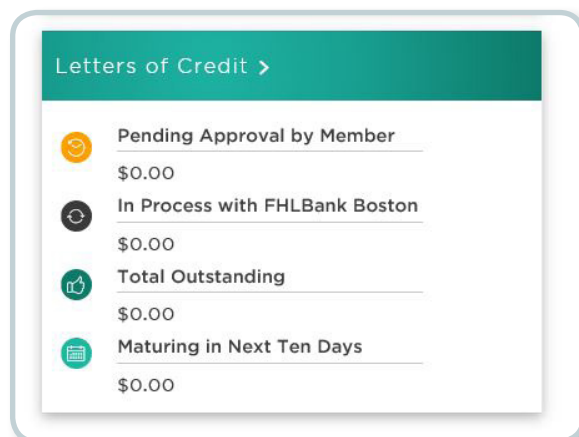 Letters of Credit >
Pending Approval by Member
$0.00
In Process with FHLBank Boston
$0.00
Total Outstanding
$0.00
Maturing in Next Ten Days
$0.00